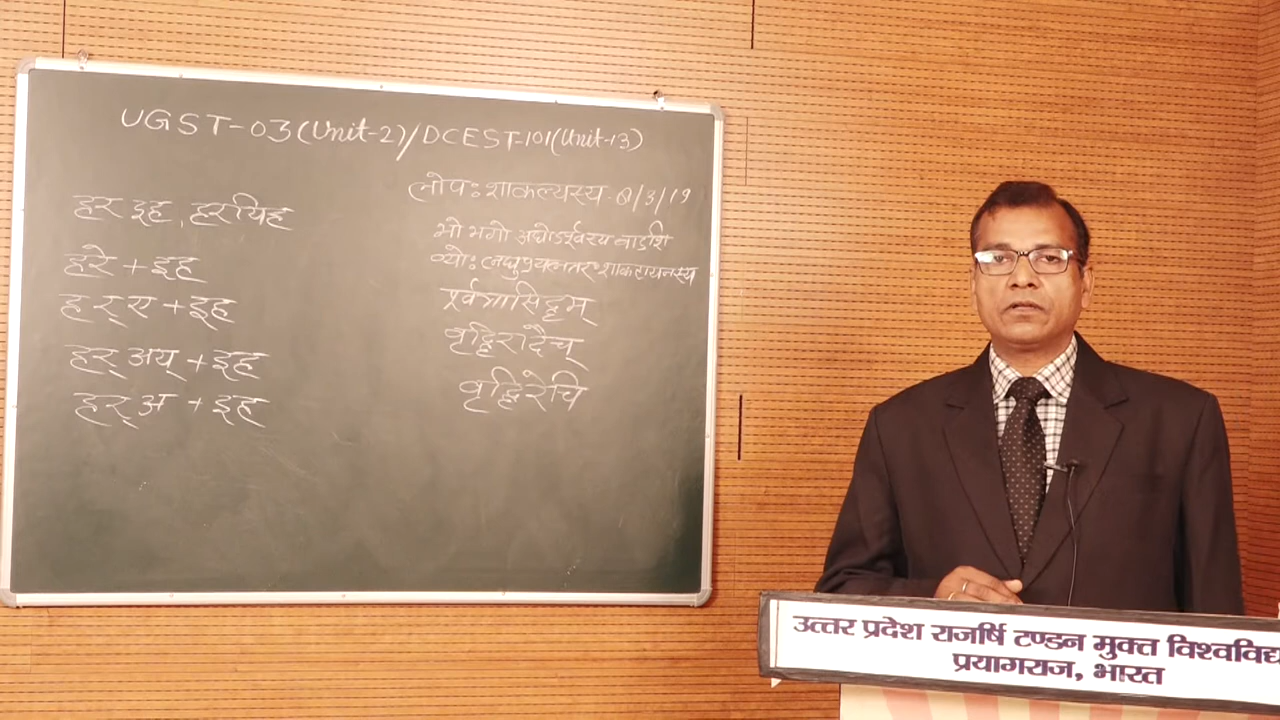 UGST-03(Unit-2)/DCEST-101(Unit-13)
हर इह, हरयिह
हरे + इह
हर् ए + इह
हर् अय् + इह
हर् अ + इह
लोपः शाकल्यस्य-8/3/19
भो भगो अघोऽपूर्वस्य याऽशि
व्योः लघुप्रयत्नतरः शाकटायनस्य
पूर्वत्रासिद्धम्
वृद्धिरादैच्
वृद्धिरेचि
उत्तर प्रदेश राजर्षि टण्डन मुक्त विश्वविद्य
प्रयागराज, भारत